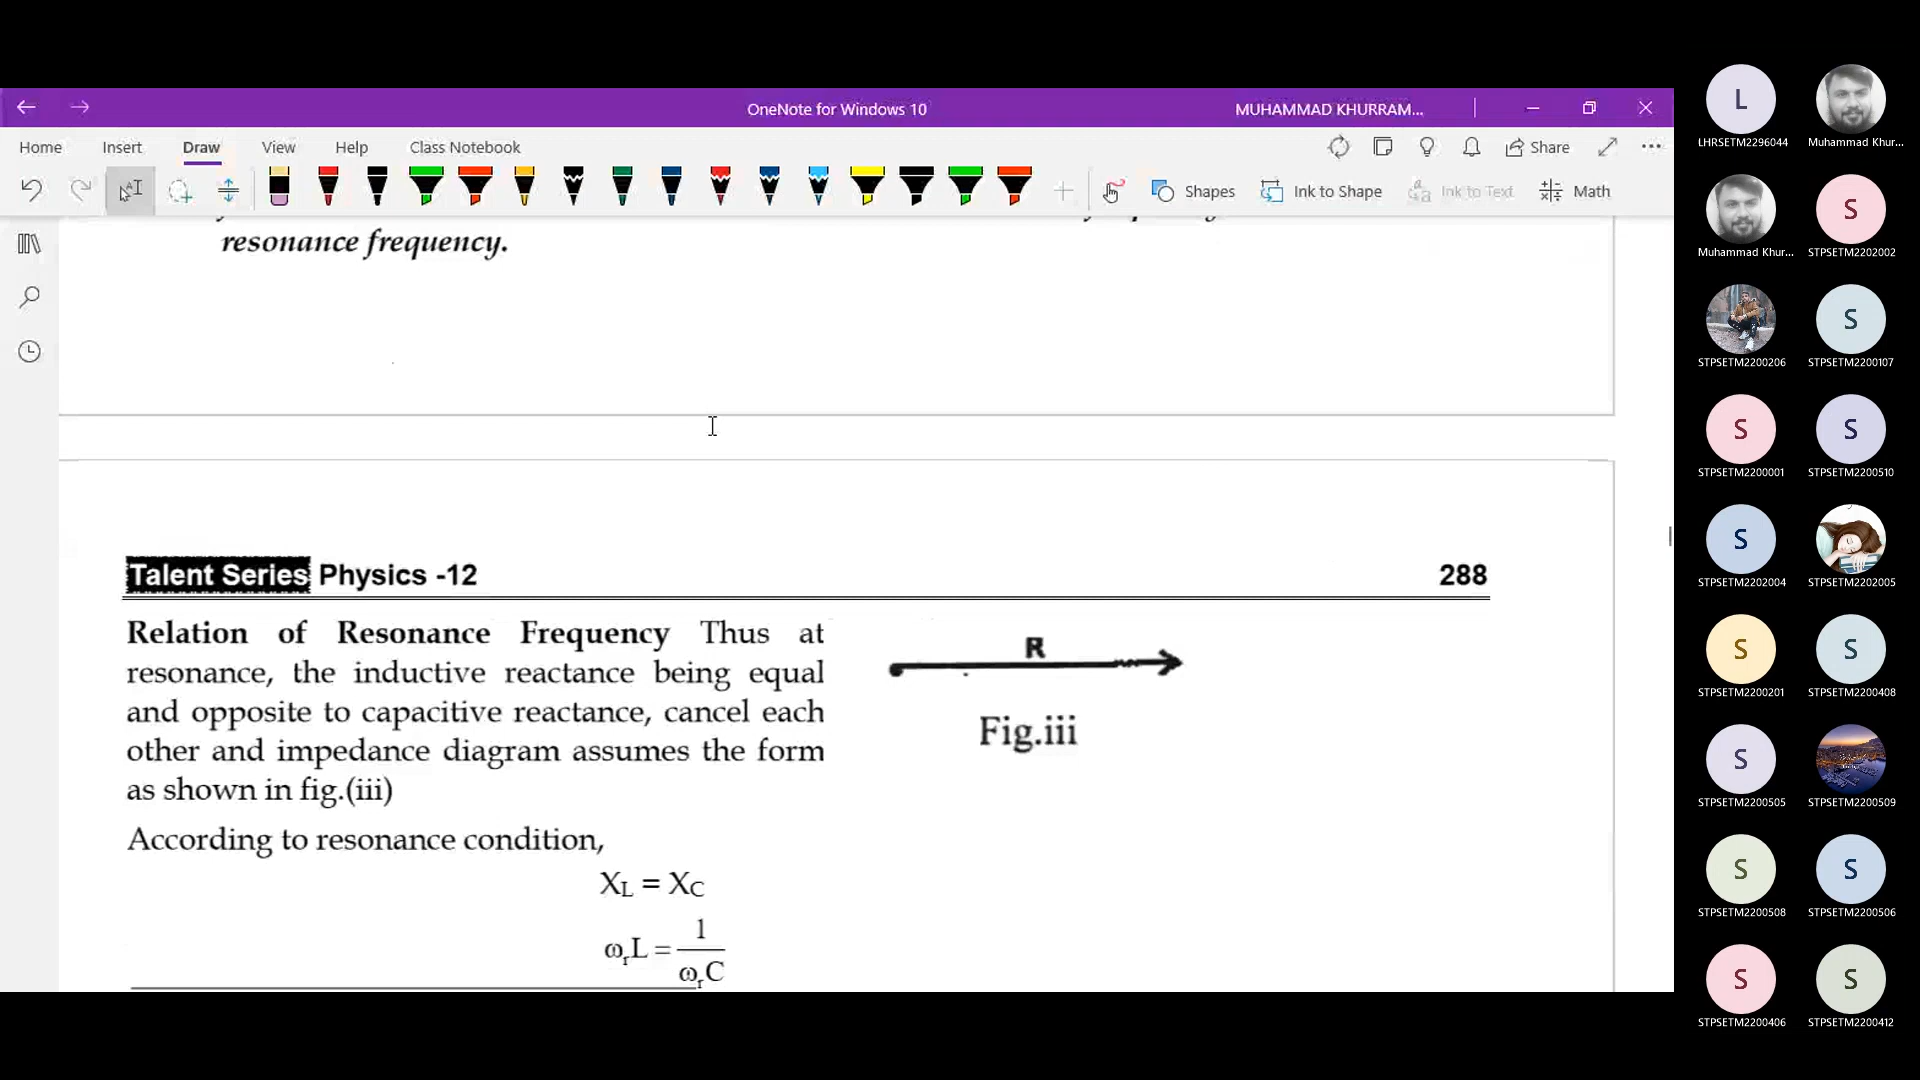 OneNote for Windows 10
MUHAMMAD KHURRAM...
Home Insert Draw View Help Class Notebook
Share
Shapes Ink to Shape Ink to Text Math
resonance frequency.
Talent Series Physics -12 288
Relation of Resonance Frequency Thus at
resonance, the inductive reactance being equal
and opposite to capacitive reactance, cancel each
other and impedance diagram assumes the form
as shown in fig.(iii)
R
Fig.iii
According to resonance condition,
X_L = X_C
ω_rL = 1/ω_rC
L
LHRSETM2296044
Muhammad Khur...
Muhammad Khur...
S
STPSETM2202002
STPSETM2200206
S
STPSETM2200107
S
STPSETM2200001
S
STPSETM2200510
S
STPSETM2202004
STPSETM2202005
S
STPSETM2200201
S
STPSETM2200408
S
STPSETM2200505
STPSETM2200509
S
STPSETM2200508
S
STPSETM2200506
S
STPSETM2200406
S
STPSETM2200412